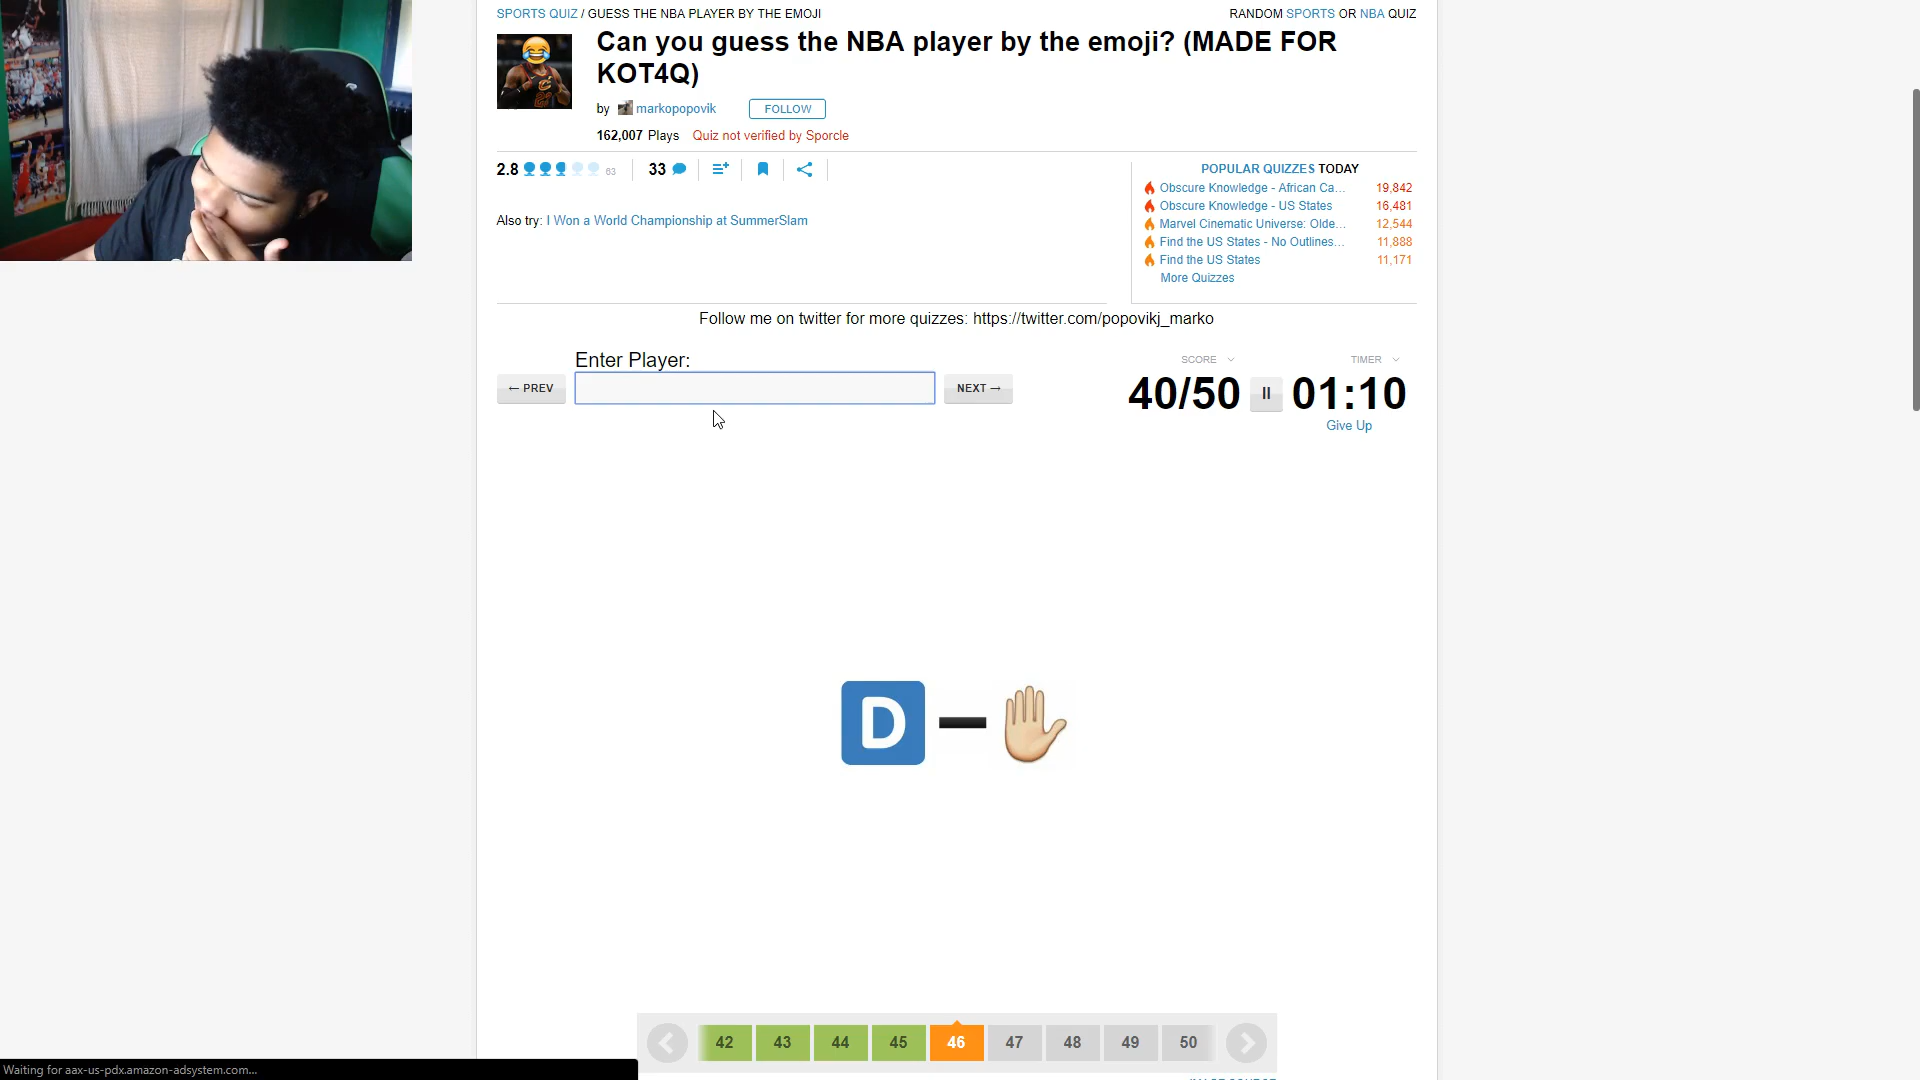 SPORTS QUIZ / GUESS THE NBA PLAYER BY THE EMOJI
RANDOM SPORTS OR NBA QUIZ
Can you guess the NBA player by the emoji? (MADE FOR
KOT4Q)
by markopopovik FOLLOW
162,007 Plays Quiz not verified by Sporcle
2.8 83 33
Also try: I Won a World Championship at SummerSlam
POPULAR QUIZZES TODAY
Obscure Knowledge - African Ca... 19,842
Obscure Knowledge - US States 16,481
Marvel Cinematic Universe: Olde... 12,544
Find the US States - No Outlines... 11,888
Find the US States 11,171
More Quizzes
Follow me on twitter for more quizzes: https://twitter.com/popovikj_marko
Enter Player:
← PREV
NEXT →
SCORE
TIMER
40/50
01:10
Give Up
D
42 43 44 45 46 47 48 49 50
Waiting for aax-us-pdx.amazon-adsystem.com...